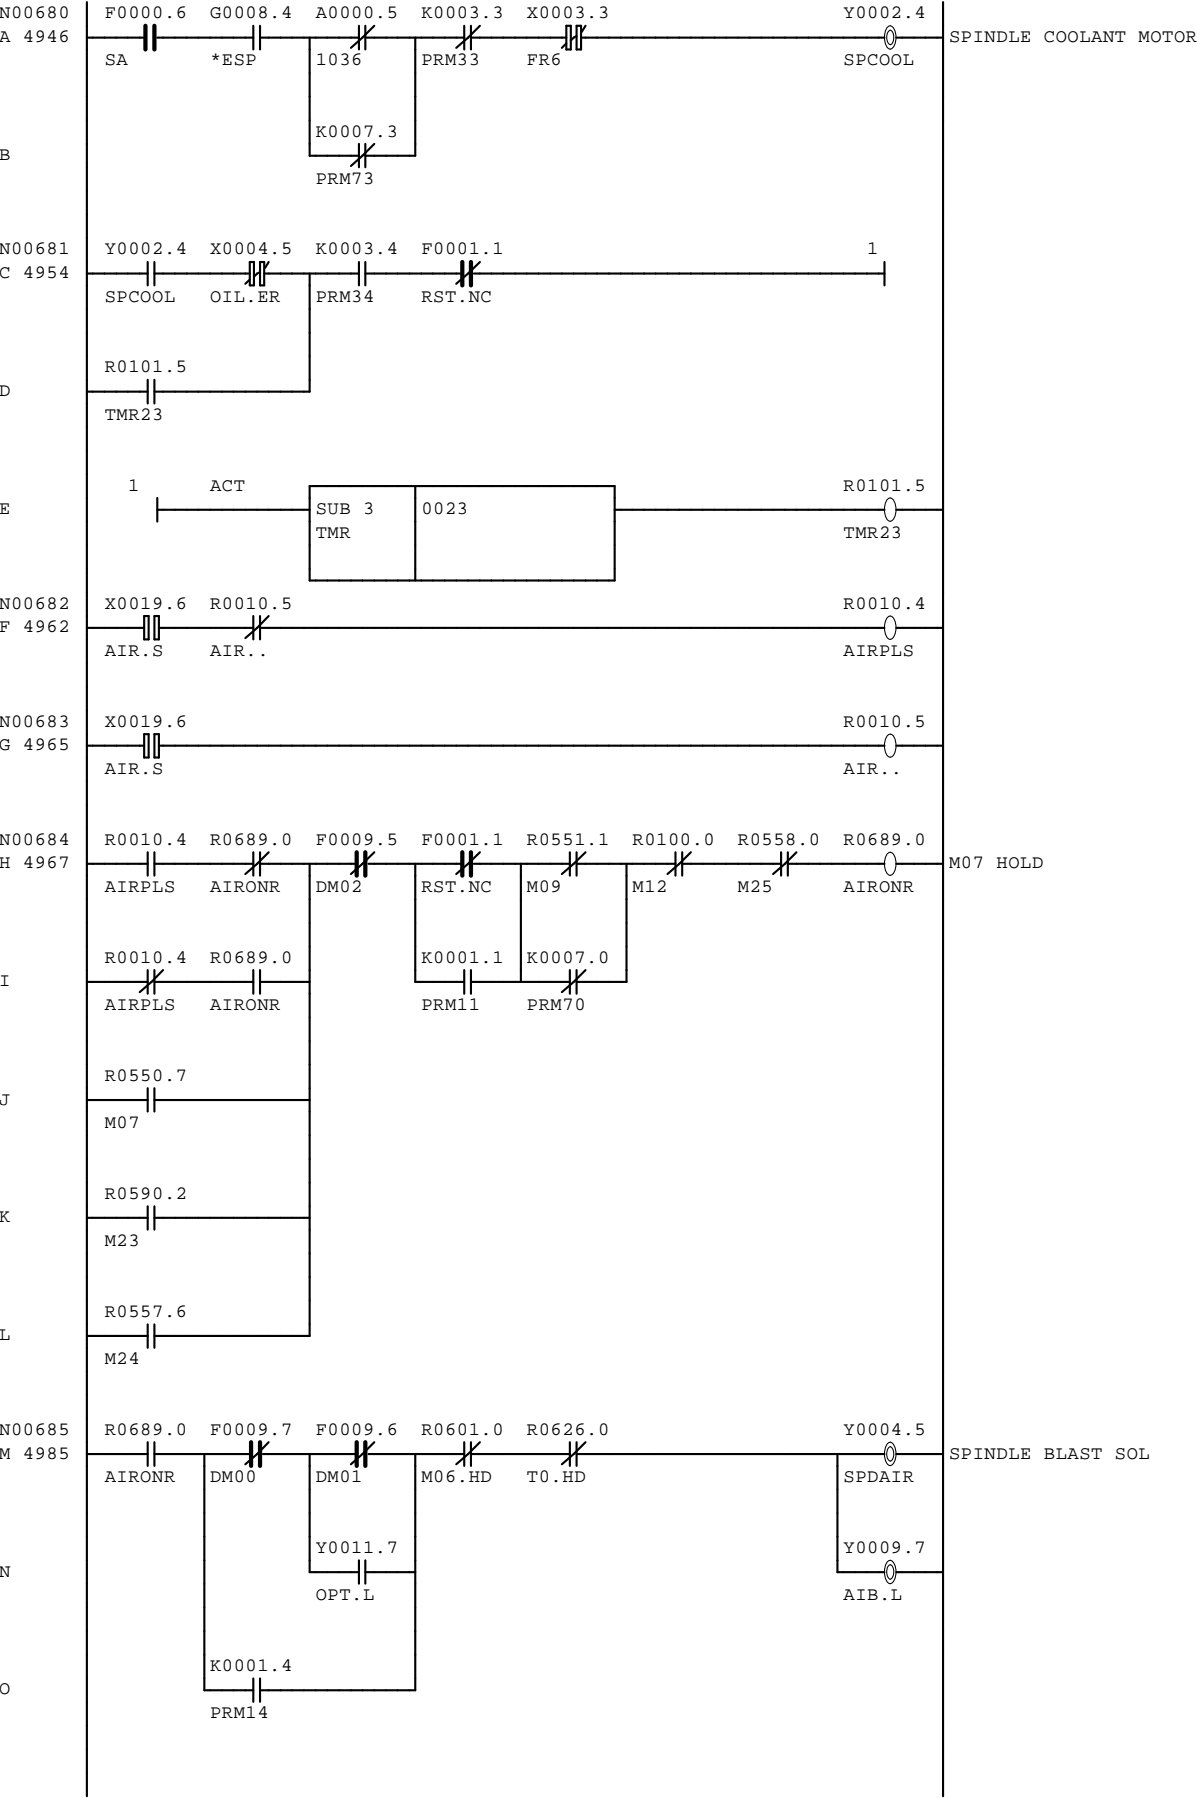 N00680 F0000.6 G0008.4 A0000.5 K0003.3 X0003.3 Y0002.4
A 4946 SPINDLE COOLANT MOTOR
SA *ESP 1036 PRM33 FR6 SPCOOL
K0007.3
B
PRM73
N00681 Y0002.4 X0004.5 K0003.4 F0001.1 1
C 4954
SPCOOL OIL.ER PRM34 RST.NC
R0101.5
D
TMR23
1 ACT R0101.5
E SUB 3 0023
TMR TMR23
N00682 X0019.6 R0010.5 R0010.4
F 4962
AIR.S AIR.. AIRPLS
N00683 X0019.6 R0010.5
G 4965
AIR.S AIR..
N00684 R0010.4 R0689.0 F0009.5 F0001.1 R0551.1 R0100.0 R0558.0 R0689.0
H 4967 M07 HOLD
AIRPLS AIRONR DM02 RST.NC M09 M12 M25 AIRONR
R0010.4 R0689.0 K0001.1 K0007.0
I
AIRPLS AIRONR PRM11 PRM70
R0550.7
J
M07
R0590.2
K
M23
R0557.6
L
M24
N00685 R0689.0 F0009.7 F0009.6 R0601.0 R0626.0 Y0004.5
M 4985 SPINDLE BLAST SOL
AIRONR DM00 DM01 M06.HD T0.HD SPDAIR
Y0011.7 Y0009.7
N
OPT.L AIB.L
K0001.4
O
PRM14